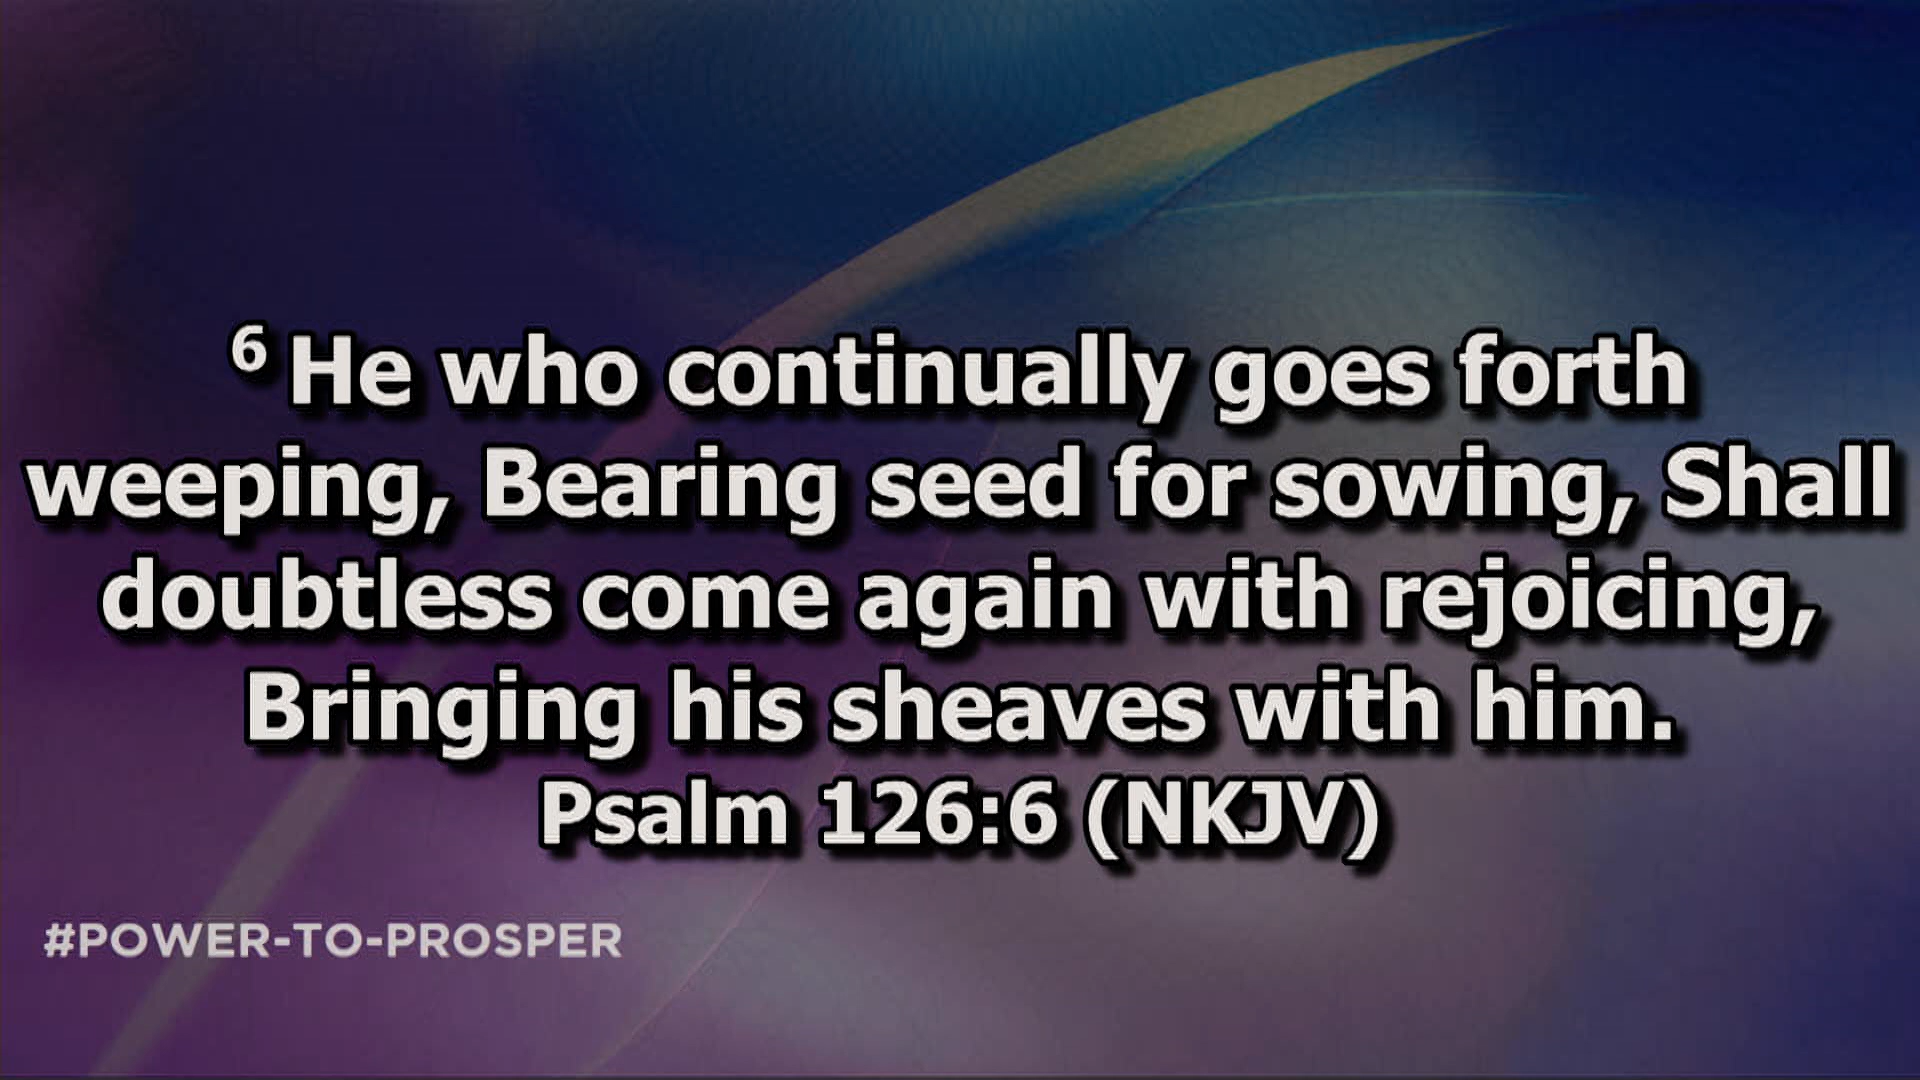 6 He who continually goes forth
weeping, Bearing seed for sowing, Shall
doubtless come again with rejoicing,
Bringing his sheaves with him.
Psalm 126:6 (NKJV)
#POWER-TO-PROSPER